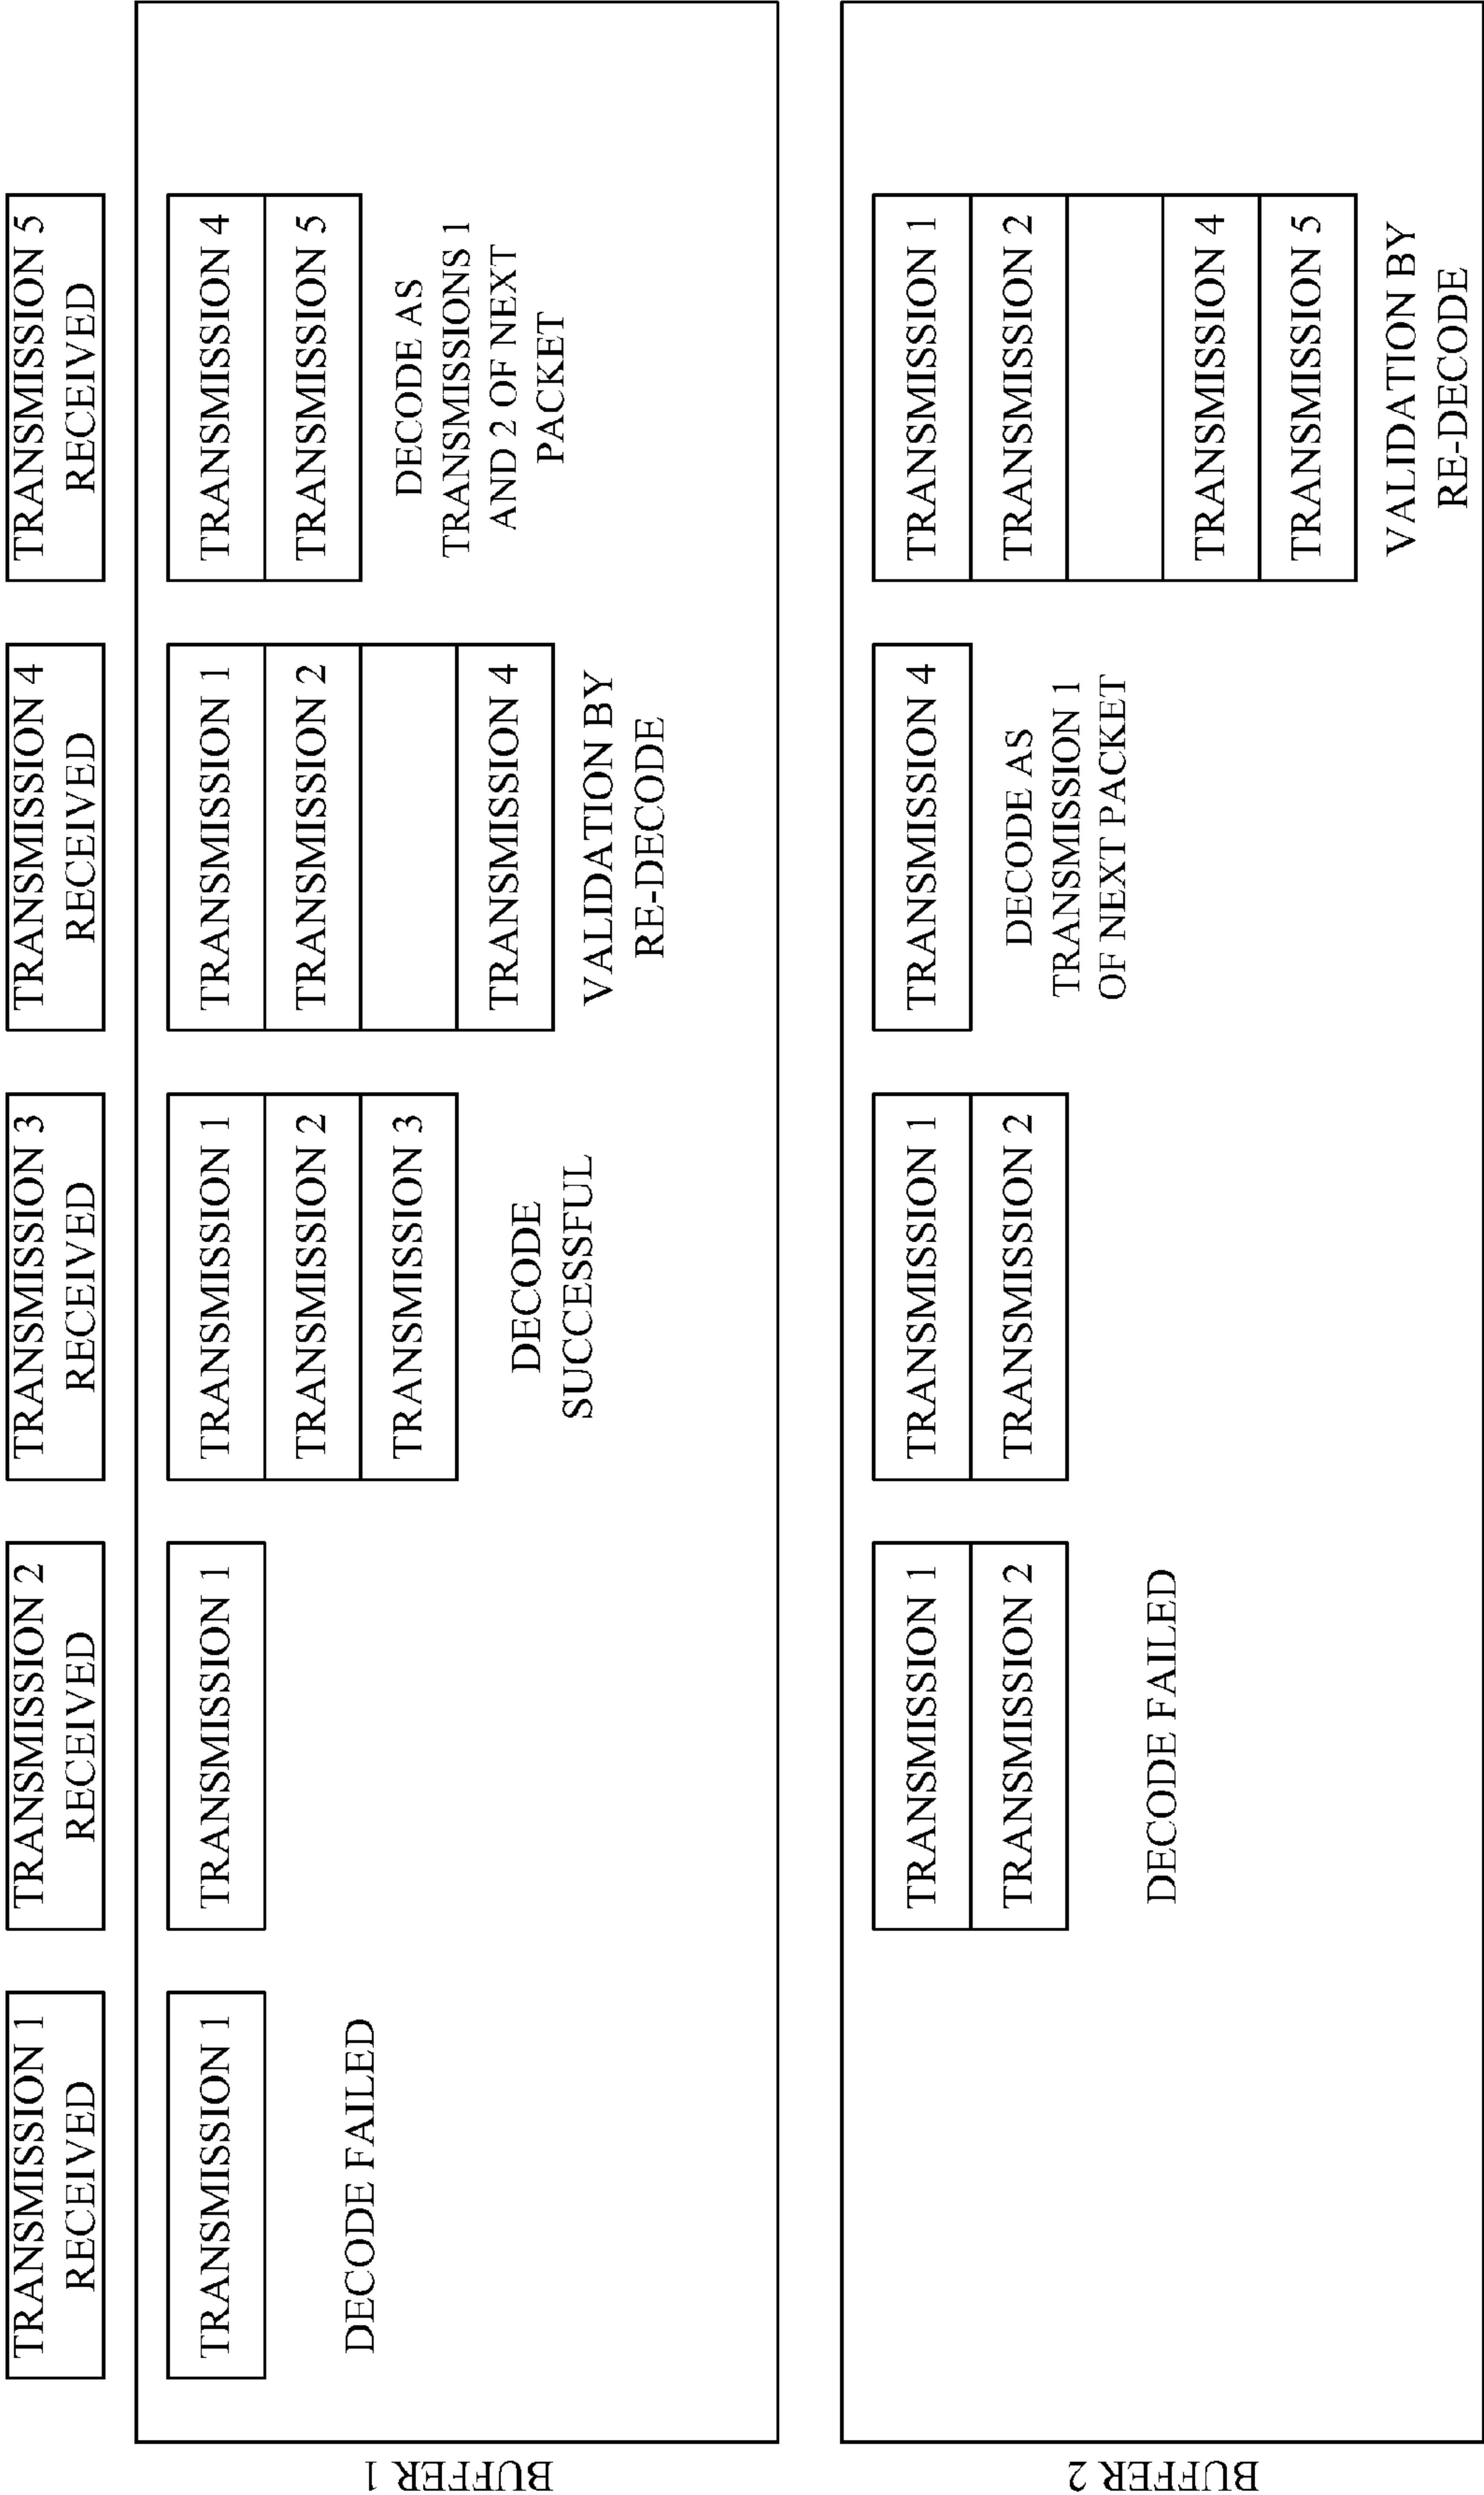 TRANSMISSION 1
RECEIVED
TRANSMISSION 2
RECEIVED
TRANSMISSION 3
RECEIVED
TRANSMISSION 4
RECEIVED
TRANSMISSION 5
RECEIVED
BUFFER 1
TRANSMISSION 1
DECODE FAILED
TRANSMISSION 1
TRANSMISSION 1
TRANSMISSION 2
TRANSMISSION 3
DECODE
SUCCESSFUL
TRANSMISSION 1
TRANSMISSION 2
TRANSMISSION 4
VALIDATION BY
RE-DECODE
TRANSMISSION 4
TRANSMISSION 5
DECODE AS
TRANSMISSIONS 1
AND 2 OF NEXT
PACKET
BUFFER 2
TRANSMISSION 1
TRANSMISSION 2
DECODE FAILED
TRANSMISSION 1
TRANSMISSION 2
TRANSMISSION 4
DECODE AS
TRANSMISSION 1
OF NEXT PACKET
TRANSMISSION 1
TRANSMISSION 2
TRANSMISSION 4
TRANSMISSION 5
VALIDATION BY
RE-DECODE